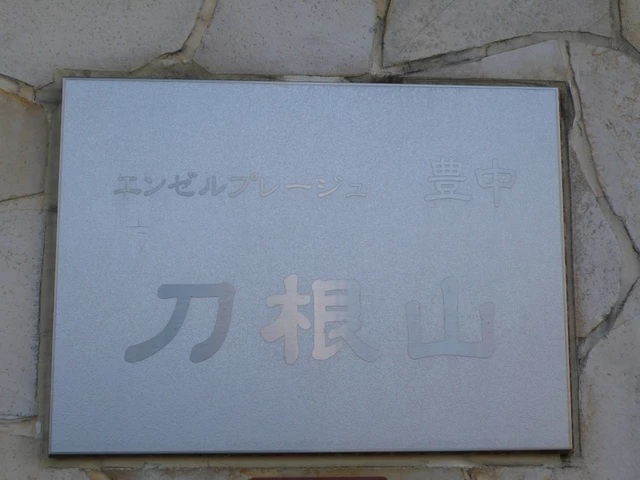 エンゼルプレージュ 豊中
刀根山